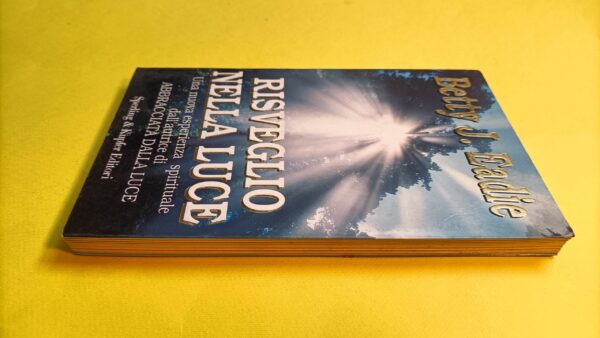 Betty J. Eadie
RISVEGLIO
NELLA LUCE
Una nuova esperienza spirituale
dall'autrice di
ABBRACCIATA DALLA LUCE
Sperling & Kupfer Editori